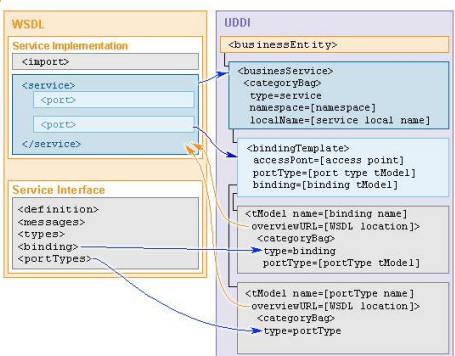 WSDL
Service Implementation
<import>
<service>
<port>
<port>
</service>
Service Interface
<definition>
<messages>
<types>
<binding>
<portTypes>
UDDI
<businessEntity>
<businesService>
<categoryBag>
type=service
namespace=[namespace]
localName=[service local name]
<bindingTemplate>
accessPont=[access point]
portType=[port type tModel]
binding=[binding tModel]
<tModel name=[binding name]
overviewURL=[WSDL location]>
<categoryBag>
type=binding
portType=[portType tModel]
<tModel name=[portType name]
overviewURL=[WSDL location]>
<categoryBag>
type=portType